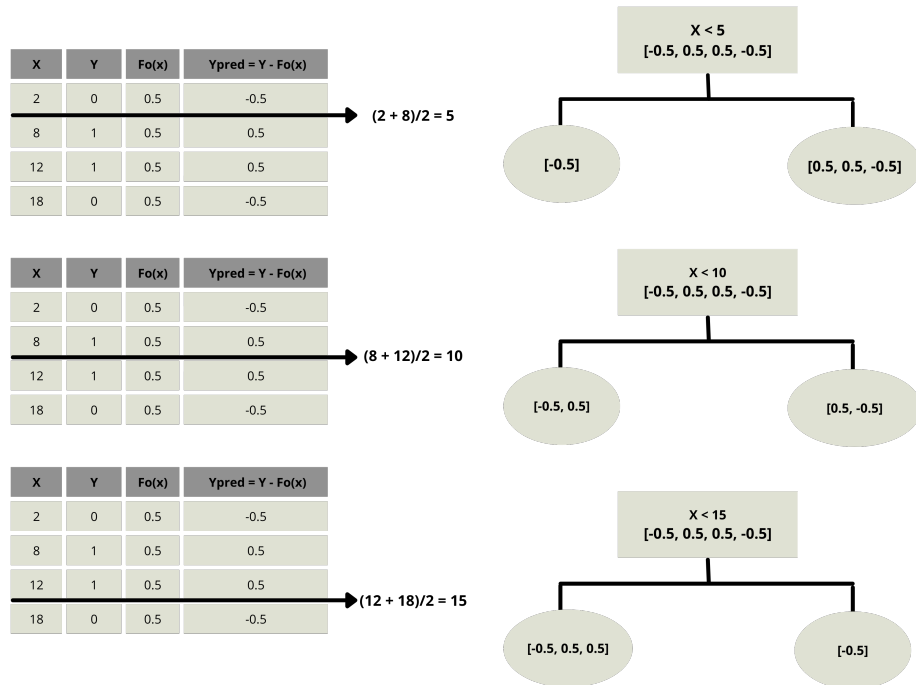 X Y Fo(x) Ypred = Y - Fo(x)
2 0 0.5 -0.5
8 1 0.5 0.5
12 1 0.5 0.5
18 0 0.5 -0.5
(2 + 8)/2 = 5
X < 5
[-0.5, 0.5, 0.5, -0.5]
[-0.5]
[0.5, 0.5, -0.5]
X Y Fo(x) Ypred = Y - Fo(x)
2 0 0.5 -0.5
8 1 0.5 0.5
12 1 0.5 0.5
18 0 0.5 -0.5
(8 + 12)/2 = 10
X < 10
[-0.5, 0.5, 0.5, -0.5]
[-0.5, 0.5]
[0.5, -0.5]
X Y Fo(x) Ypred = Y - Fo(x)
2 0 0.5 -0.5
8 1 0.5 0.5
12 1 0.5 0.5
18 0 0.5 -0.5
(12 + 18)/2 = 15
X < 15
[-0.5, 0.5, 0.5, -0.5]
[-0.5, 0.5, 0.5]
[-0.5]